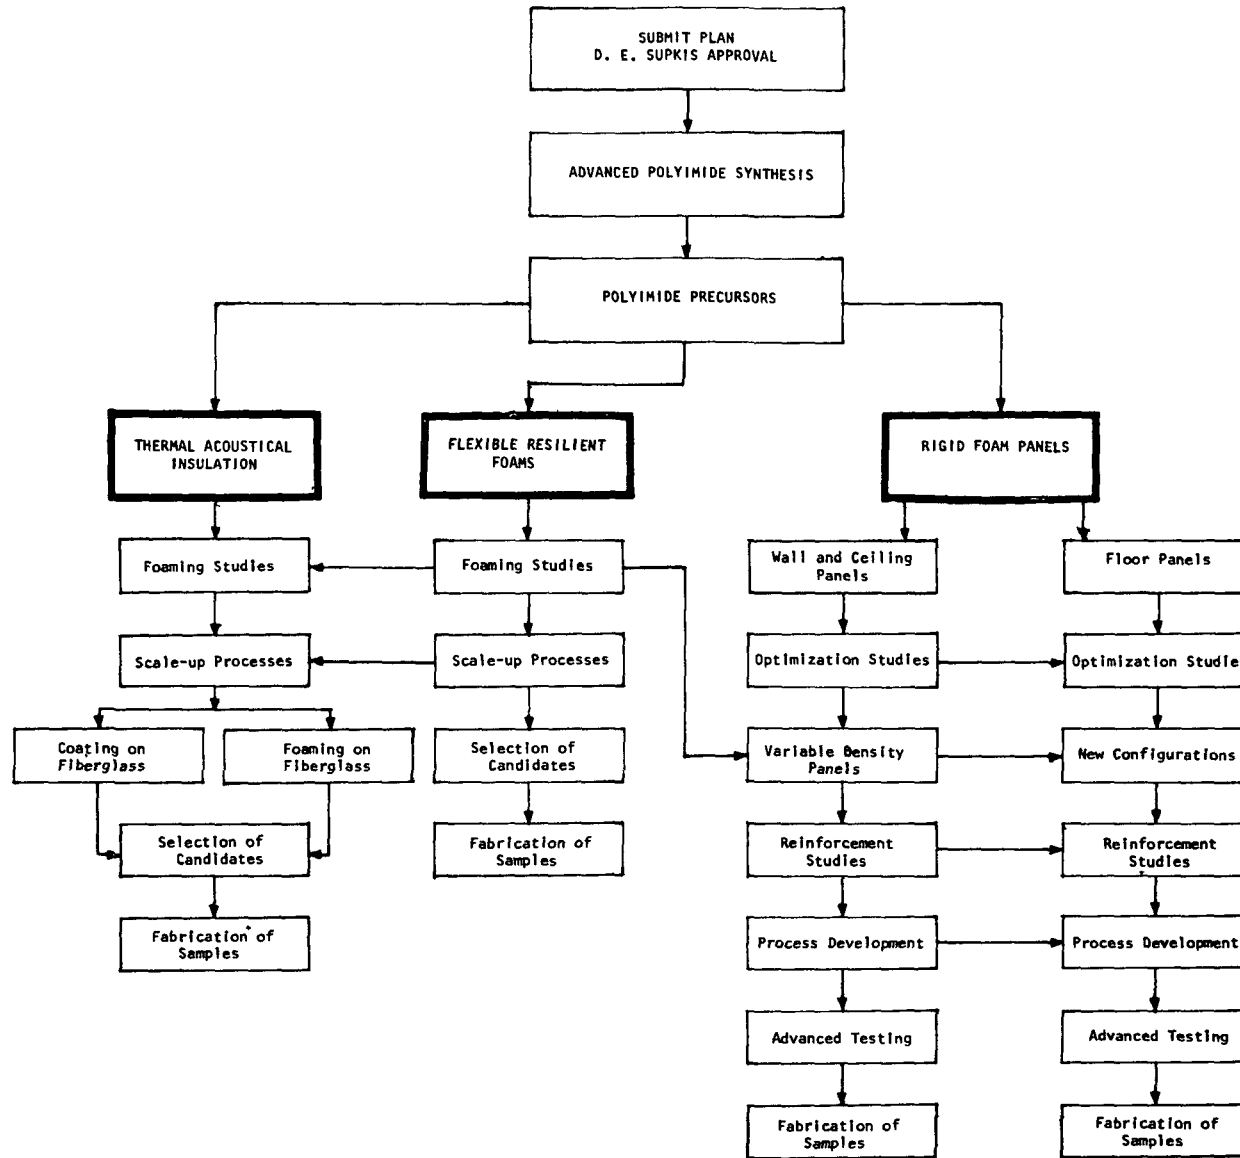 SUBMIT PLAN
D. E. SUPKIS APPROVAL
ADVANCED POLYIMIDE SYNTHESIS
POLYIMIDE PRECURSORS
THERMAL ACOUSTICAL
INSULATION
FLEXIBLE RESILIENT
FOAMS
RIGID FOAM PANELS
Foaming Studies
Foaming Studies
Wall and Ceiling
Panels
Floor Panels
Scale-up Processes
Scale-up Processes
Optimization Studies
Optimization Studie
Coating on
Fiberglass
Foaming on
Fiberglass
Selection of
Candidates
Variable Density
Panels
New Configurations
Selection of
Candidates
Fabrication of
Samples
Reinforcement
Studies
Reinforcement
Studies
Fabrication of
Samples
Process Development
Process Development
Advanced Testing
Advanced Testing
Fabrication of
Samples
Fabrication of
Samples